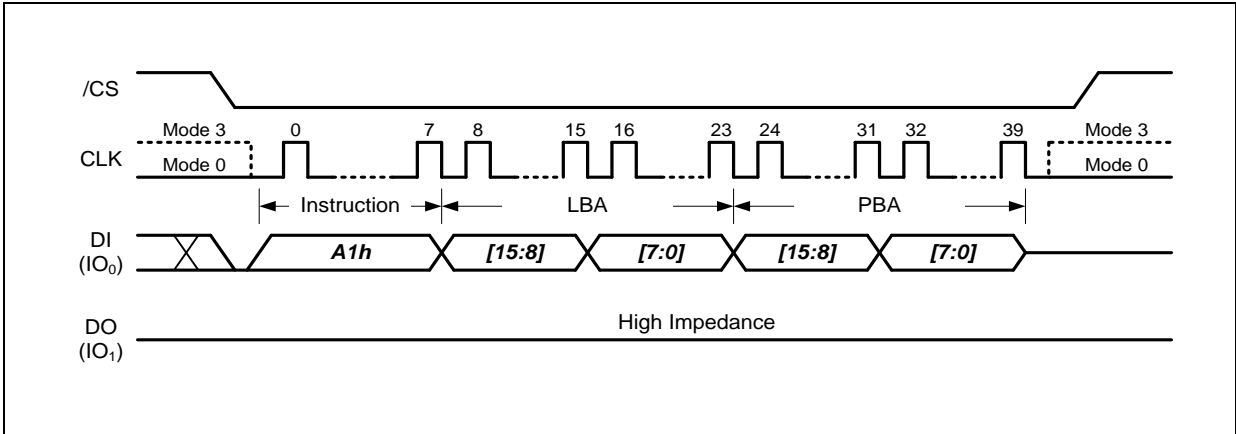 /CS
Mode 3 0 7 8 15 16 23 24 31 32 39 Mode 3
CLK
Mode 0 Mode 0
Instruction LBA PBA
DI
(IO₀)
A1h [15:8] [7:0] [15:8] [7:0]
High Impedance
DO
(IO₁)